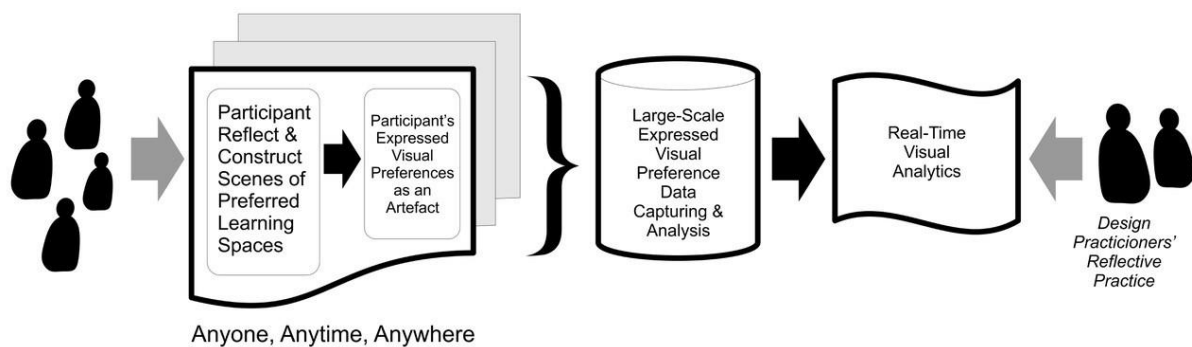 Participant
Reflect &
Construct
Scenes of
Preferred
Learning
Spaces
Participant's
Expressed
Visual
Preferences
as an
Artefact
Anyone, Anytime, Anywhere
Large-Scale
Expressed
Visual
Preference
Data
Capturing &
Analysis
Real-Time
Visual
Analytics
Design
Practicioners'
Reflective
Practice